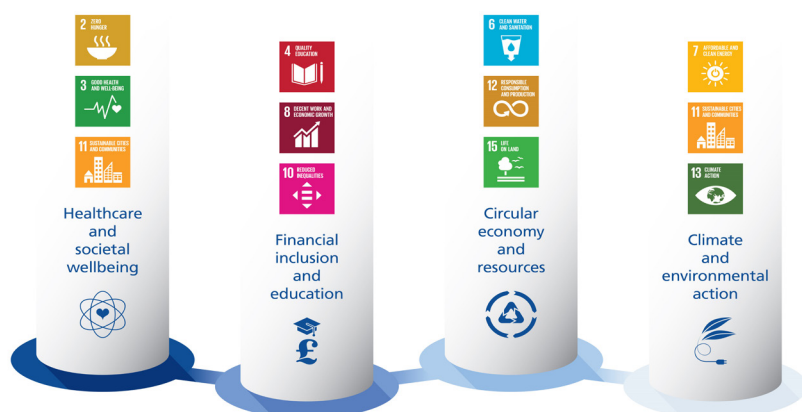 2 ZERO
HUNGER
3 GOOD HEALTH
AND WELL-BEING
11 SUSTAINABLE CITIES
AND COMMUNITIES
Healthcare
and
societal
wellbeing
4 QUALITY
EDUCATION
8 DECENT WORK AND
ECONOMIC GROWTH
10 REDUCED
INEQUALITIES
Financial
inclusion
and
education
£
6 CLEAN WATER
AND SANITATION
12 RESPONSIBLE
CONSUMPTION
AND PRODUCTION
15 LIFE
ON LAND
Circular
economy
and
resources
7 AFFORDABLE AND
CLEAN ENERGY
11 SUSTAINABLE CITIES
AND COMMUNITIES
13 CLIMATE
ACTION
Climate
and
environmental
action